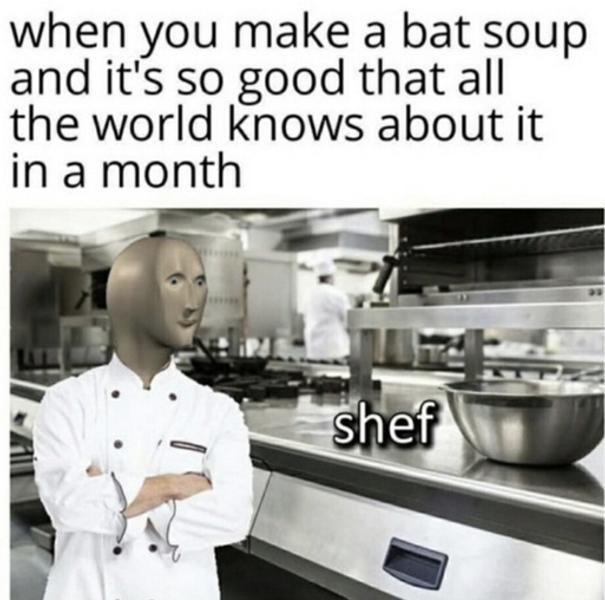 when you make a bat soup
and it's so good that all
the world knows about it
in a month
shef